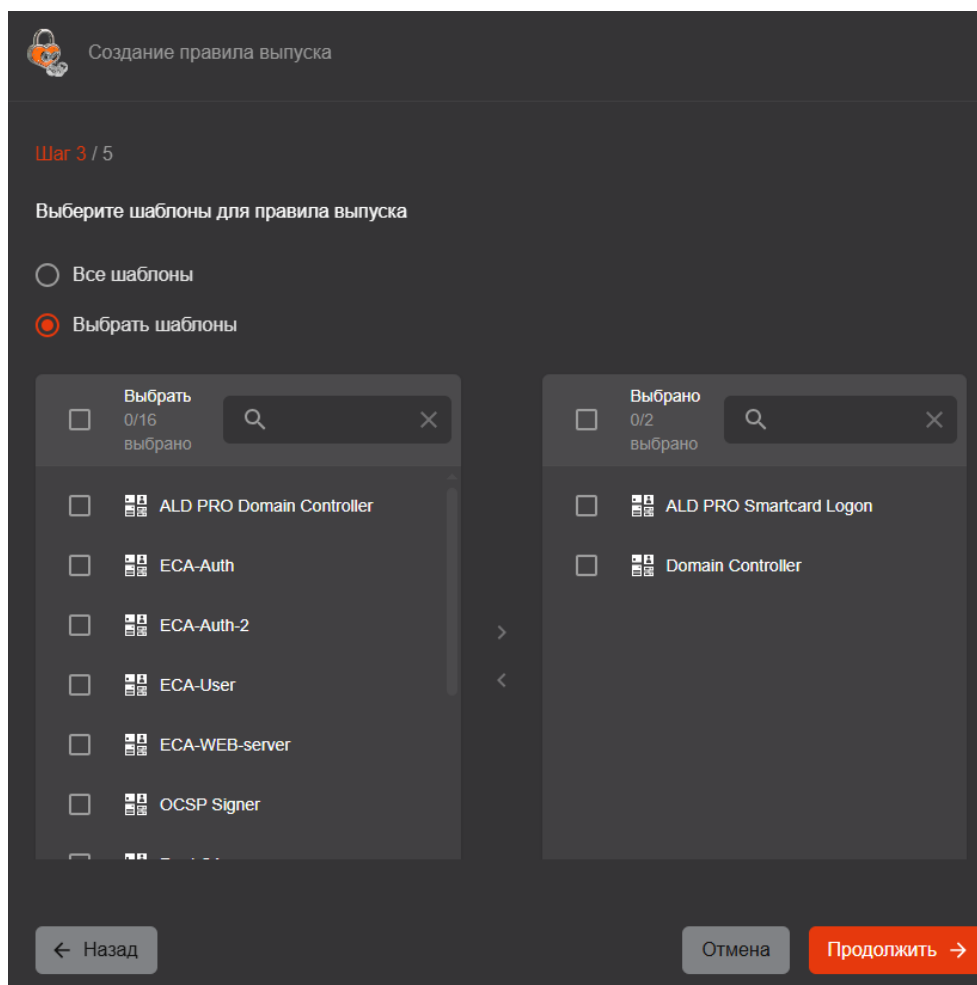 Создание правила выпуска
Шаг 3 / 5
Выберите шаблоны для правила выпуска
Все шаблоны
Выбрать шаблоны
Выбрать
0/16
выбрано
ALD PRO Domain Controller
ECA-Auth
ECA-Auth-2
ECA-User
ECA-WEB-server
OCSP Signer
Выбрано
0/2
выбрано
ALD PRO Smartcard Logon
Domain Controller
Назад
Отмена
Продолжить